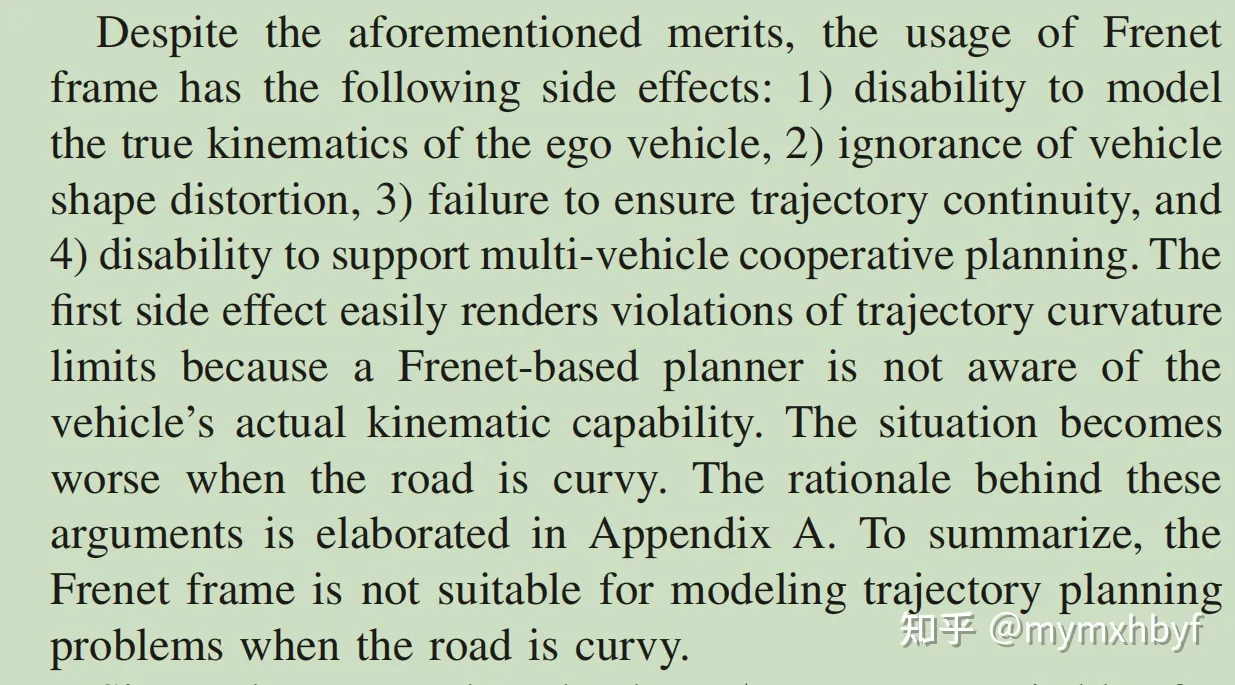 Despite the aforementioned merits, the usage of Frenet
frame has the following side effects: 1) disability to model
the true kinematics of the ego vehicle, 2) ignorance of vehicle
shape distortion, 3) failure to ensure trajectory continuity, and
4) disability to support multi-vehicle cooperative planning. The
first side effect easily renders violations of trajectory curvature
limits because a Frenet-based planner is not aware of the
vehicle's actual kinematic capability. The situation becomes
worse when the road is curvy. The rationale behind these
arguments is elaborated in Appendix A. To summarize, the
Frenet frame is not suitable for modeling trajectory planning
problems when the road is curvy.
知乎 @mymxhbyf